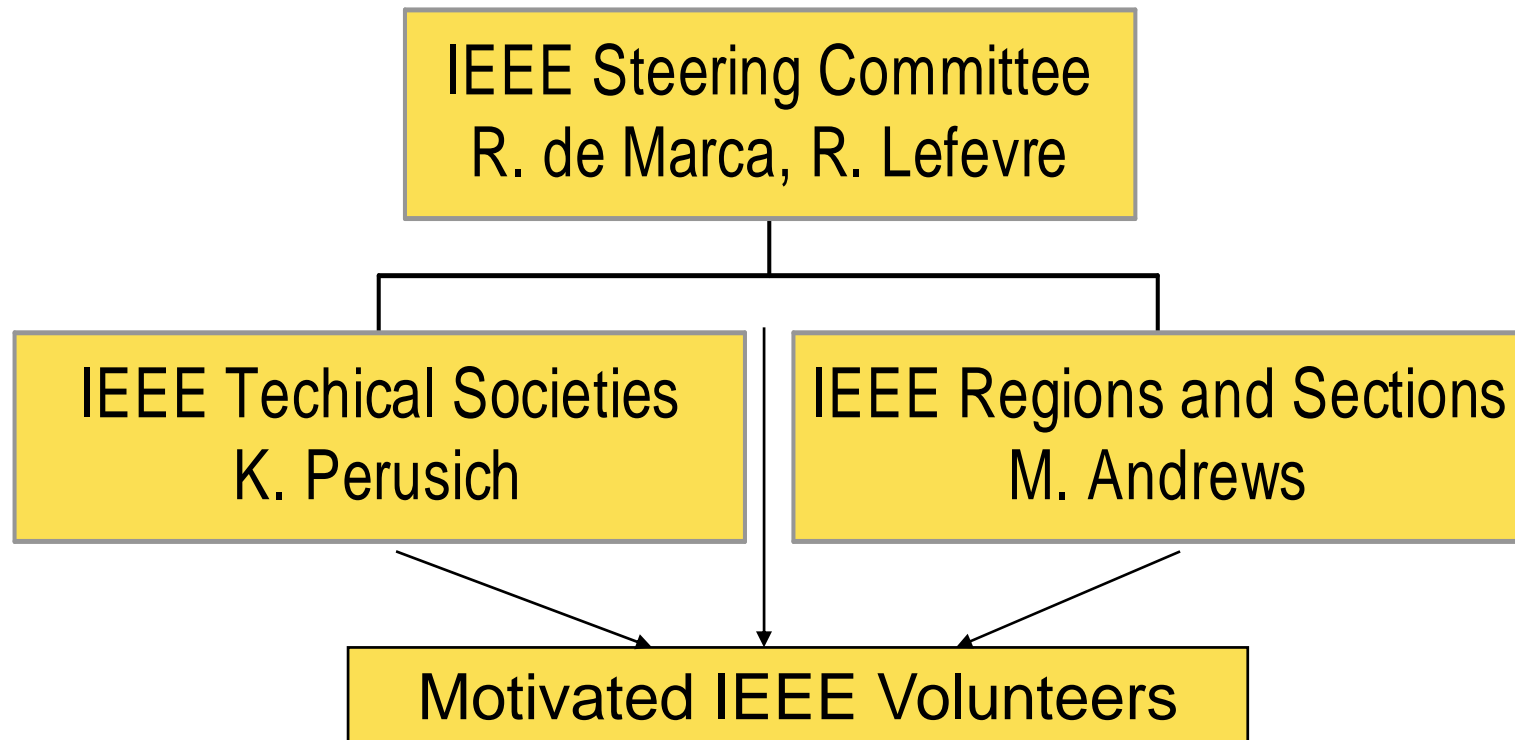 IEEE Steering Committee
R. de Marca, R. Lefevre
IEEE Techical Societies
K. Perusich
IEEE Regions and Sections
M. Andrews
Motivated IEEE Volunteers